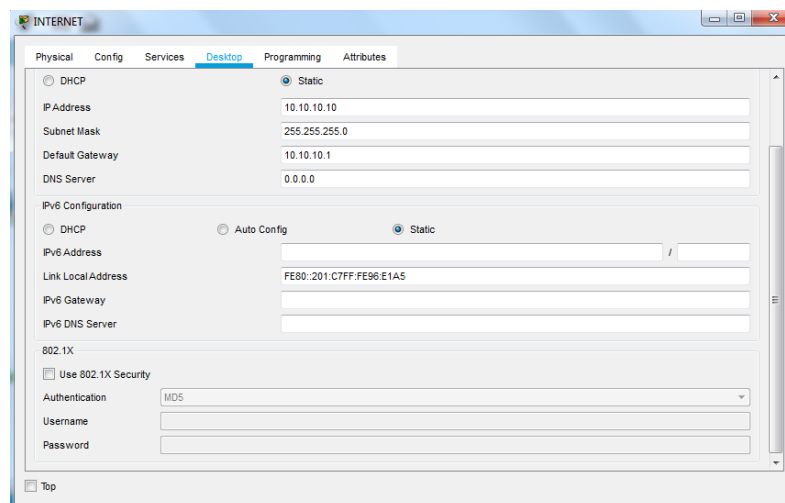 INTERNET
Physical Config Services Desktop Programming Attributes
DHCP Static
IP Address 10.10.10.10
Subnet Mask 255.255.255.0
Default Gateway 10.10.10.1
DNS Server 0.0.0.0
IPv6 Configuration
DHCP Auto Config Static
IPv6 Address /
Link Local Address FE80::201:C7FF:FE96:E1A5
IPv6 Gateway
IPv6 DNS Server
802.1X
Use 802.1X Security
Authentication MD5
Username
Password
Top